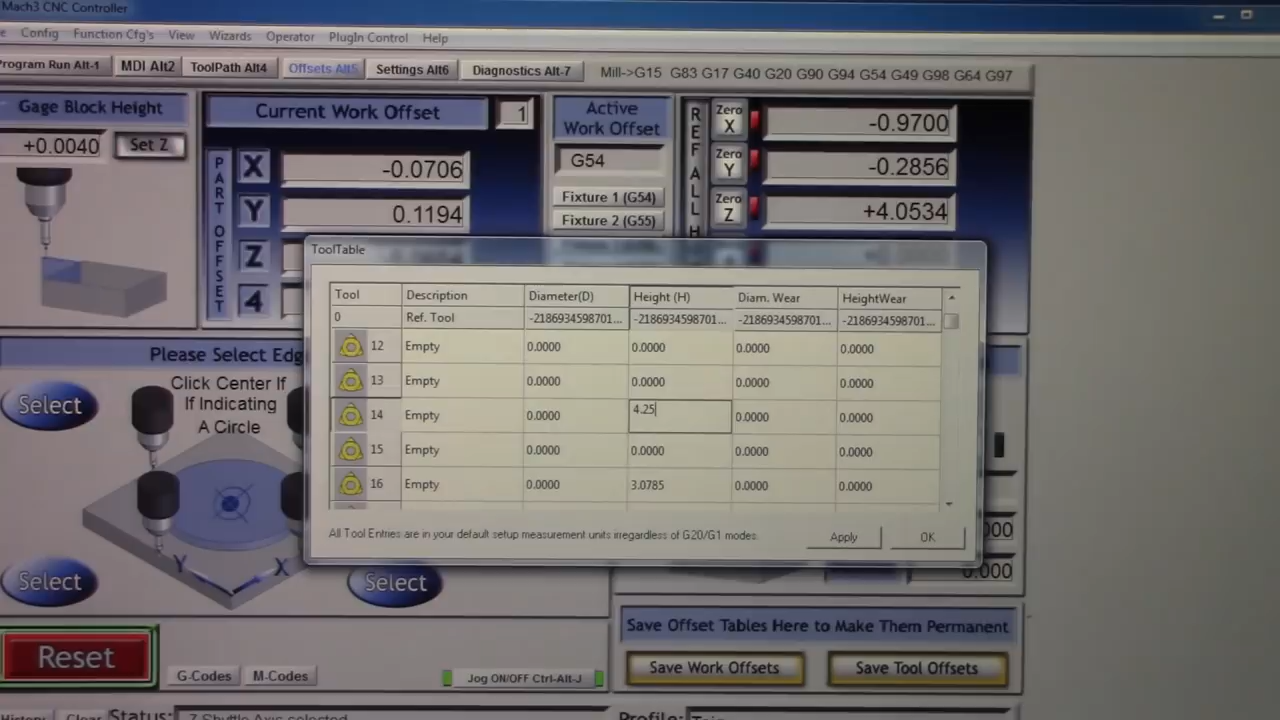 Mach3 CNC Controller
Config Function Cfg's View Wizards Operator PlugIn Control Help
Program Run Alt-1 MDI Alt2 ToolPath Alt4 Offsets Alt5 Settings Alt6 Diagnostics Alt-7 Mill->G15 G83 G17 G40 G20 G90 G94 G54 G49 G98 G64 G97
Gage Block Height
+0.0040 Set Z
Current Work Offset 1
PART OFFSET
X -0.0706
Y 0.1194
Z
4
Active
Work Offset
G54
Fixture 1 (G54)
Fixture 2 (G55)
REF ALL H
Zero X -0.9700
Zero Y -0.2856
Zero Z +4.0534
ToolTable
Tool Description Diameter(D) Height (H) Diam. Wear HeightWear
0 Ref. Tool -2186934598701... -2186934598701... -2186934598701... -2186934598701...
12 Empty 0.0000 0.0000 0.0000 0.0000
13 Empty 0.0000 0.0000 0.0000 0.0000
14 Empty 0.0000 4.25 0.0000 0.0000
15 Empty 0.0000 0.0000 0.0000 0.0000
16 Empty 0.0000 3.0785 0.0000 0.0000
All Tool Entries are in your default setup measurement units irregardless of G20/G1 modes. Apply OK
Please Select Edg
Click Center If
If Indicating
A Circle
Select
Y X
Select Select
000
0.000
Save Offset Tables Here to Make Them Permanent
Save Work Offsets Save Tool Offsets
Reset
G-Codes M-Codes
Jog ON/OFF Ctrl-Alt-J
History Clear Status: Z Shuttle Axis selected Profile: